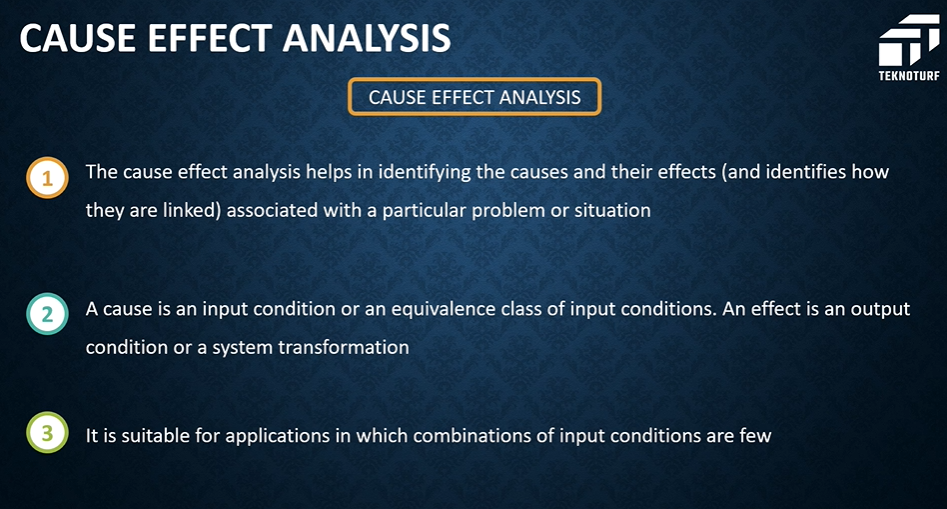 CAUSE EFFECT ANALYSIS
TEKNOTURF
CAUSE EFFECT ANALYSIS
1
The cause effect analysis helps in identifying the causes and their effects (and identifies how
they are linked) associated with a particular problem or situation
2
A cause is an input condition or an equivalence class of input conditions. An effect is an output
condition or a system transformation
3
It is suitable for applications in which combinations of input conditions are few